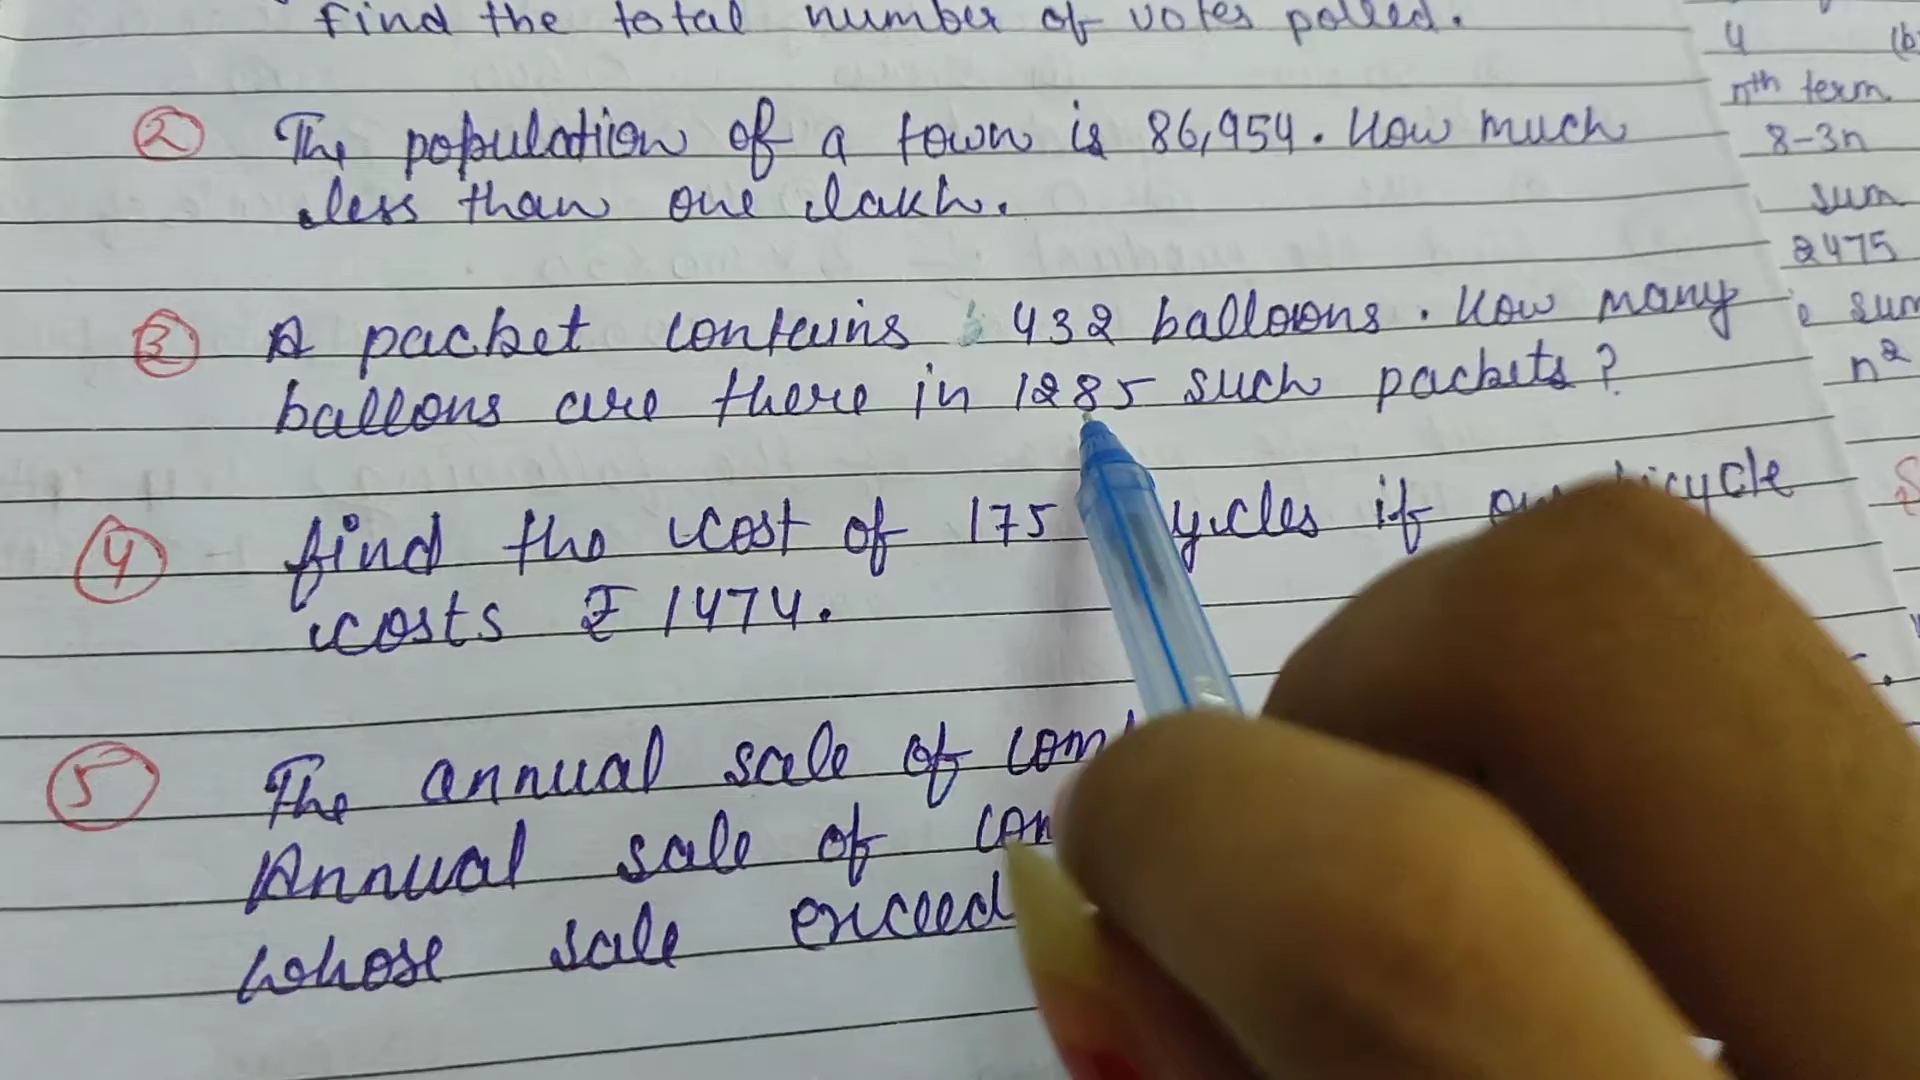 Find the total number of votes polled.
2 The population of a town is 86,954. How much
less than one lakh.
3 A packet contains 432 balloons. How many
ballons are there in 1285 such packets?
4 find the cost of 175 if bicycle
costs ₹ 1474.
5 The annual sale of
Annual sale of
whose sale exceed
4 (b
nth term
8-3n
sum
2475
sum
n²